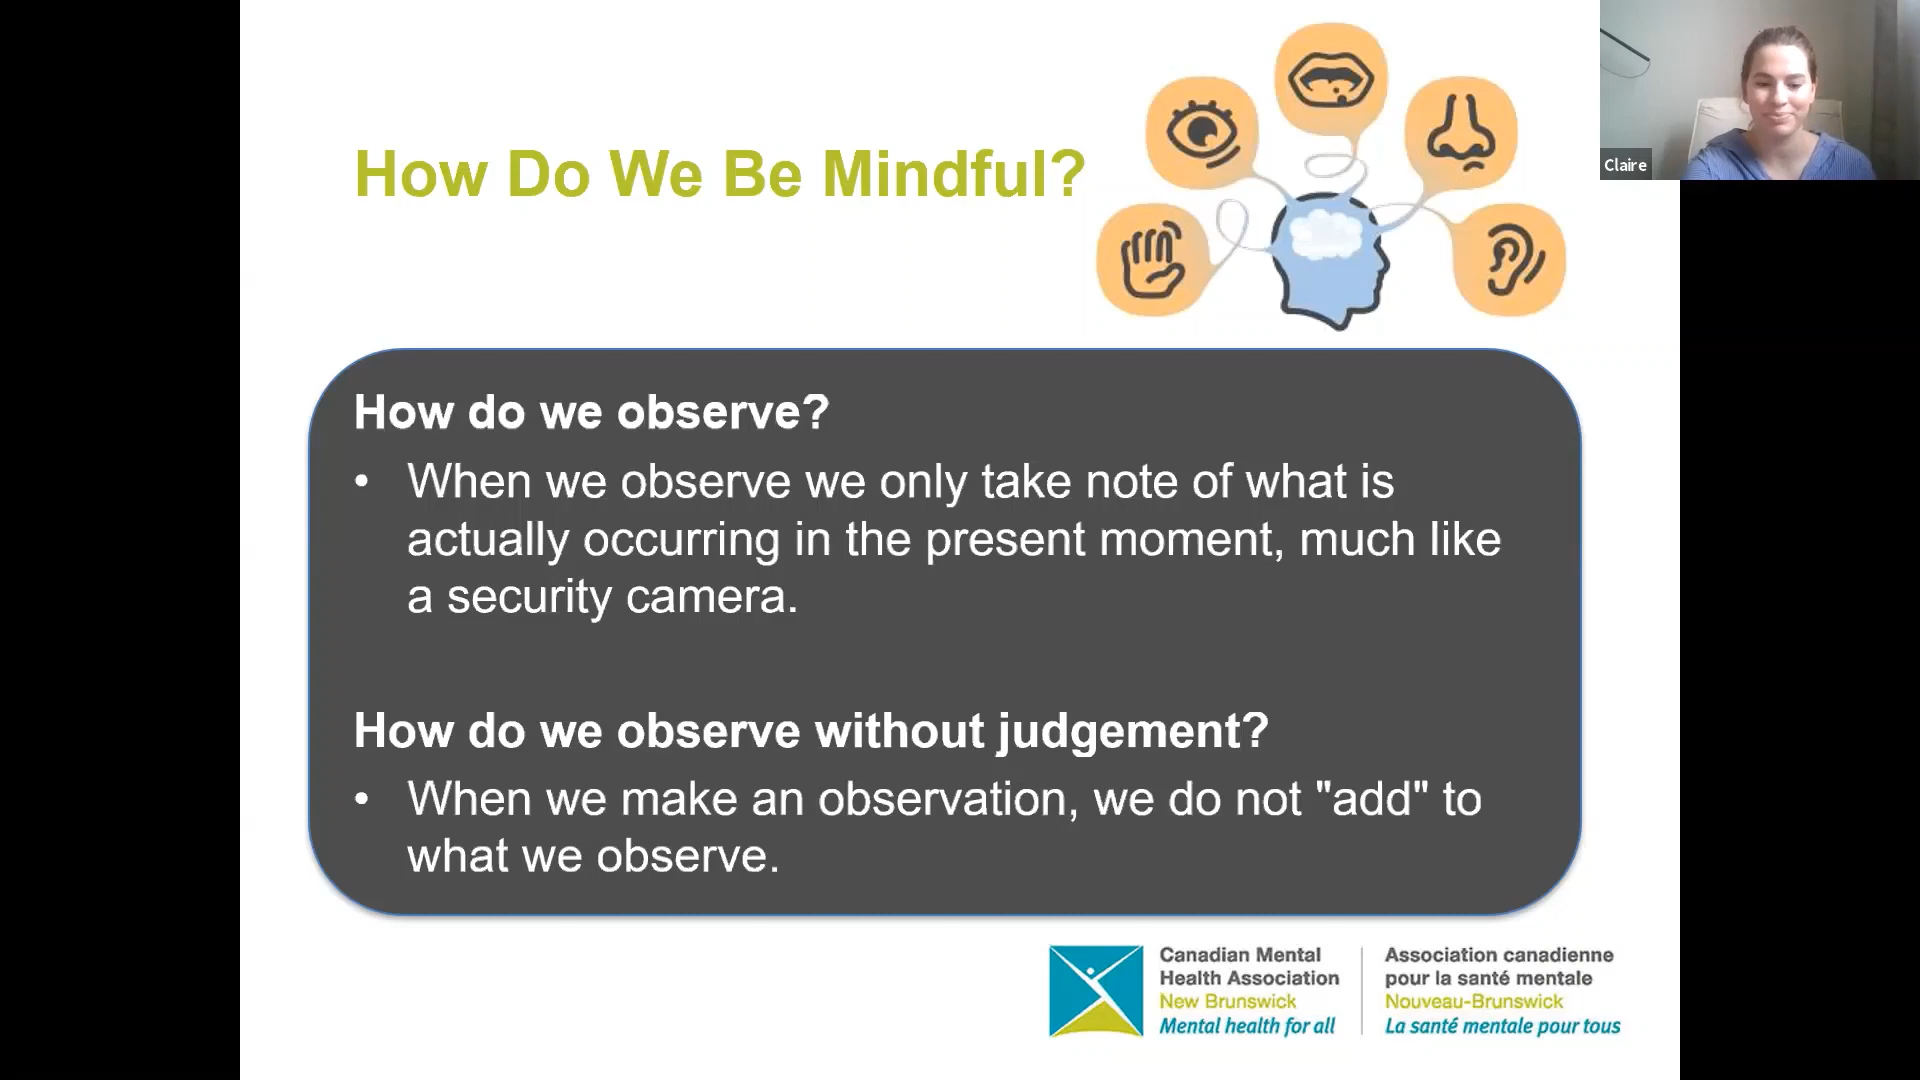 How Do We Be Mindful?
Claire
How do we observe?
• When we observe we only take note of what is
actually occurring in the present moment, much like
a security camera.
How do we observe without judgement?
• When we make an observation, we do not "add" to
what we observe.
Canadian Mental
Health Association
New Brunswick
Mental health for all
Association canadienne
pour la santé mentale
Nouveau-Brunswick
La santé mentale pour tous